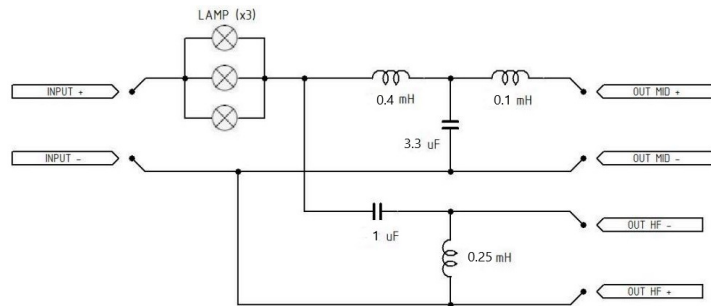 LAMP (x3)
INPUT +
0.4 mH
0.1 mH
OUT MID +
3.3 uF
INPUT -
OUT MID -
1 uF
OUT HF -
0.25 mH
OUT HF +